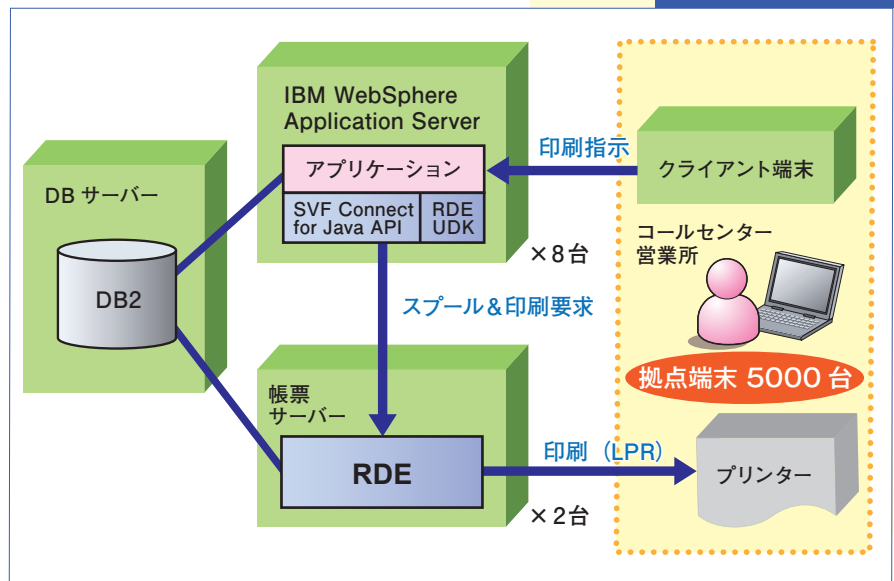 DB サーバー
DB2
IBM WebSphere
Application Server
アプリケーション
SVF Connect
for Java API
RDE
UDK
×8台
スプール&印刷要求
帳票
サーバー
RDE
×2台
印刷指示
印刷（LPR）
クライアント端末
コールセンター
営業所
拠点端末 5000 台
プリンター